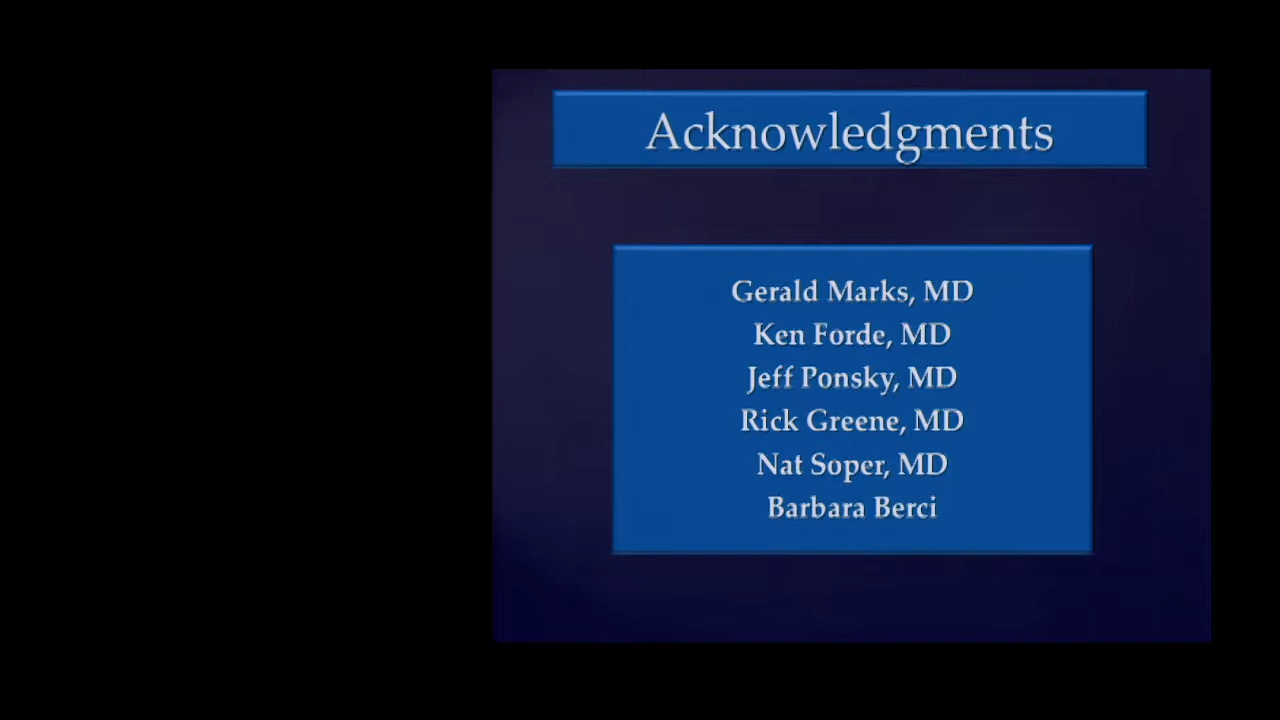 Acknowledgments
Gerald Marks, MD
Ken Forde, MD
Jeff Ponsky, MD
Rick Greene, MD
Nat Soper, MD
Barbara Berci